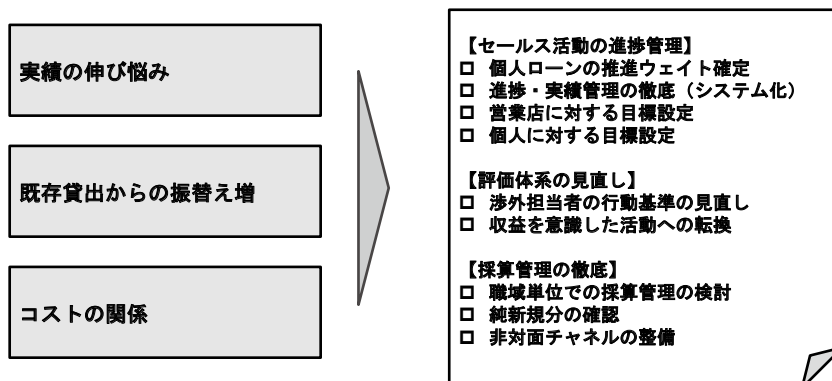 実績の伸び悩み
既存貸出からの振替え増
コストの関係
【セールス活動の進捗管理】
□ 個人ローンの推進ウェイト確定
□ 進捗・実績管理の徹底（システム化）
□ 営業店に対する目標設定
□ 個人に対する目標設定
【評価体系の見直し】
□ 渉外担当者の行動基準の見直し
□ 収益を意識した活動への転換
【採算管理の徹底】
□ 職域単位での採算管理の検討
□ 純新規分の確認
□ 非対面チャネルの整備